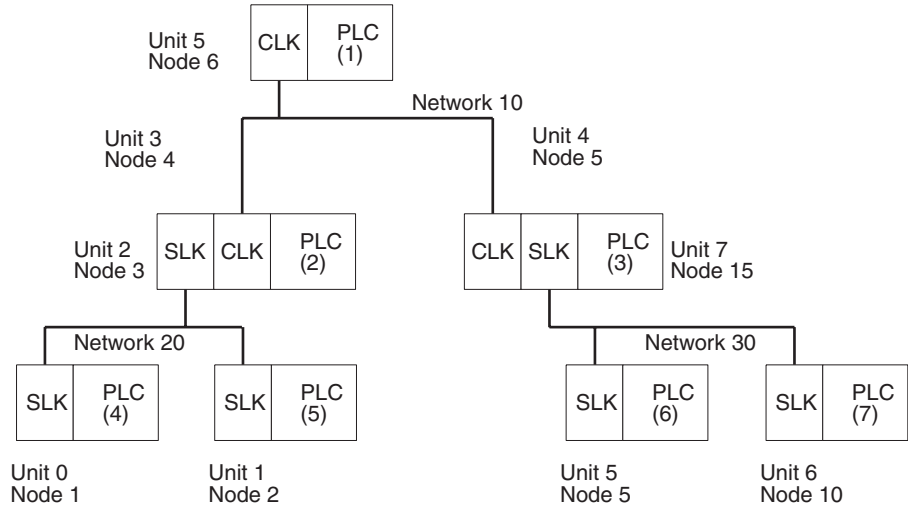 Unit 5
Node 6
CLK
PLC
(1)
Network 10
Unit 3
Node 4
Unit 4
Node 5
Unit 2
Node 3
SLK
CLK
PLC
(2)
CLK
SLK
PLC
(3)
Unit 7
Node 15
Network 20
Network 30
SLK
PLC
(4)
SLK
PLC
(5)
SLK
PLC
(6)
SLK
PLC
(7)
Unit 0
Node 1
Unit 1
Node 2
Unit 5
Node 5
Unit 6
Node 10